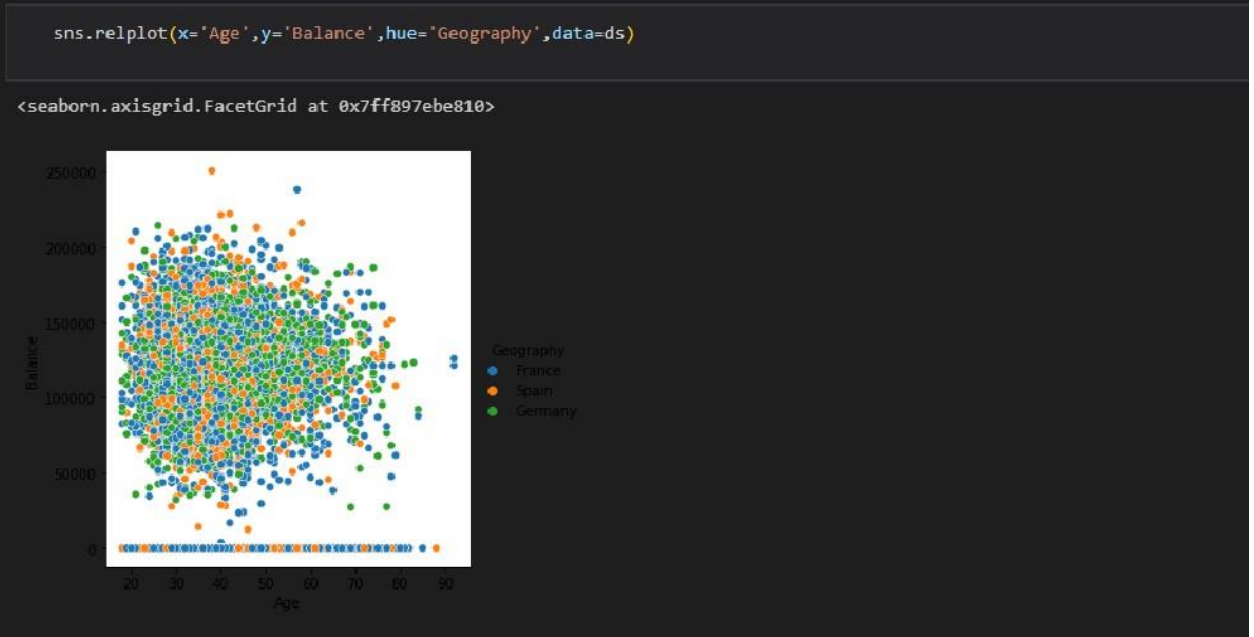 sns.relplot(x='Age',y='Balance',hue='Geography',data=ds)
<seaborn.axisgrid.FacetGrid at 0x7ff897ebe810>
250000
200000
150000
100000
50000
0
Balance
20 30 40 50 60 70 80 90
Age
Geography
France
Spain
Germany